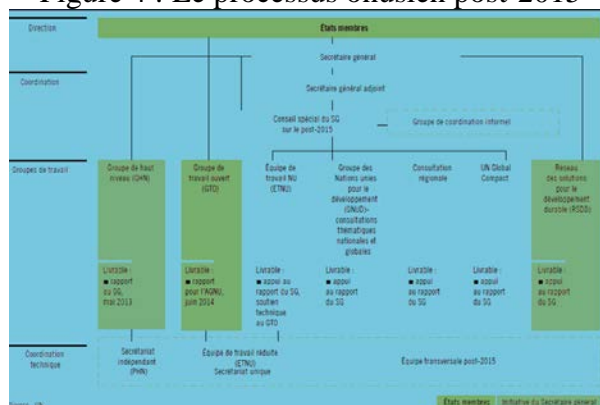 Figure 4 : Le processus onusien post-2015
Direction
États membres
Secrétaire général
Coordination
Secrétaire général adjoint
Conseil spécial du SG
sur le post-2015
Groupe de coordination informel
Groupes de travail
Groupe de haut
niveau (GHN)
Groupe de
travail ouvert
(GTO)
Équipe de
travail NU
(ETNU)
Groupe des
Nations unies
pour le
développement
(GNUD)-
consultations
thématiques
nationales et
globales
Consultation
régionale
UN Global
Compact
Reseau
des solutions
pour le
développement
durable (RSDD)
Livrable :
■ rapport
au SG,
mai 2013
Livrable :
■ rapport
pour l'AGNU,
juin 2014
Livrable :
■ appui au
rapport du SG,
soutien
technique
au GTO
Livrable :
■ appui
au rapport
du SG
Livrable :
■ appui
au rapport
du SG
Livrable :
■ appui
au rapport
du SG
Livrable :
■ appui
au rapport
du SG
Coordination
technique
Secrétariat
indépendant
(PHN)
Équipe de travail réduite
(ETNU)
Secrétariat unique
Équipe transversale post-2015
États membres
Initiative du Secrétaire général